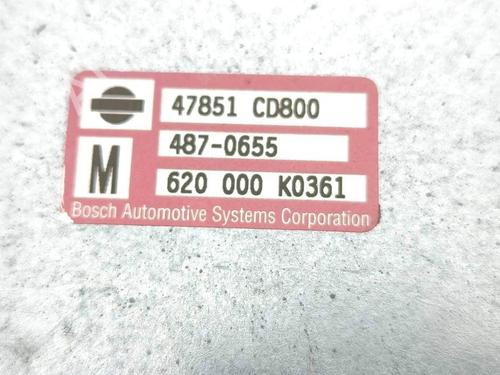 47851 CD800
487-0655
M
620 000 K0361
Bosch Automotive Systems Corporation